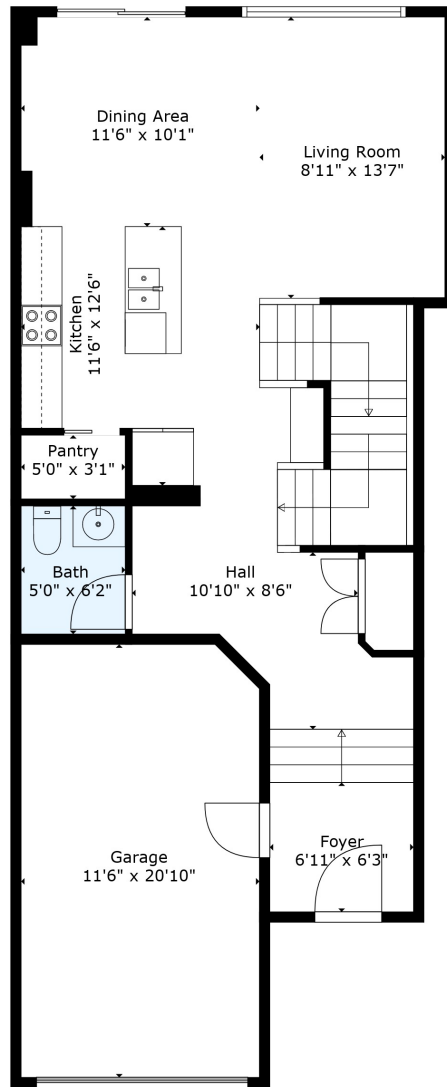 Dining Area
11'6" x 10'1"
Living Room
8'11" x 13'7"
Kitchen
11'6" x 12'6"
Pantry
5'0" x 3'1"
Bath
5'0" x 6'2"
Hall
10'10" x 8'6"
Foyer
6'11" x 6'3"
Garage
11'6" x 20'10"